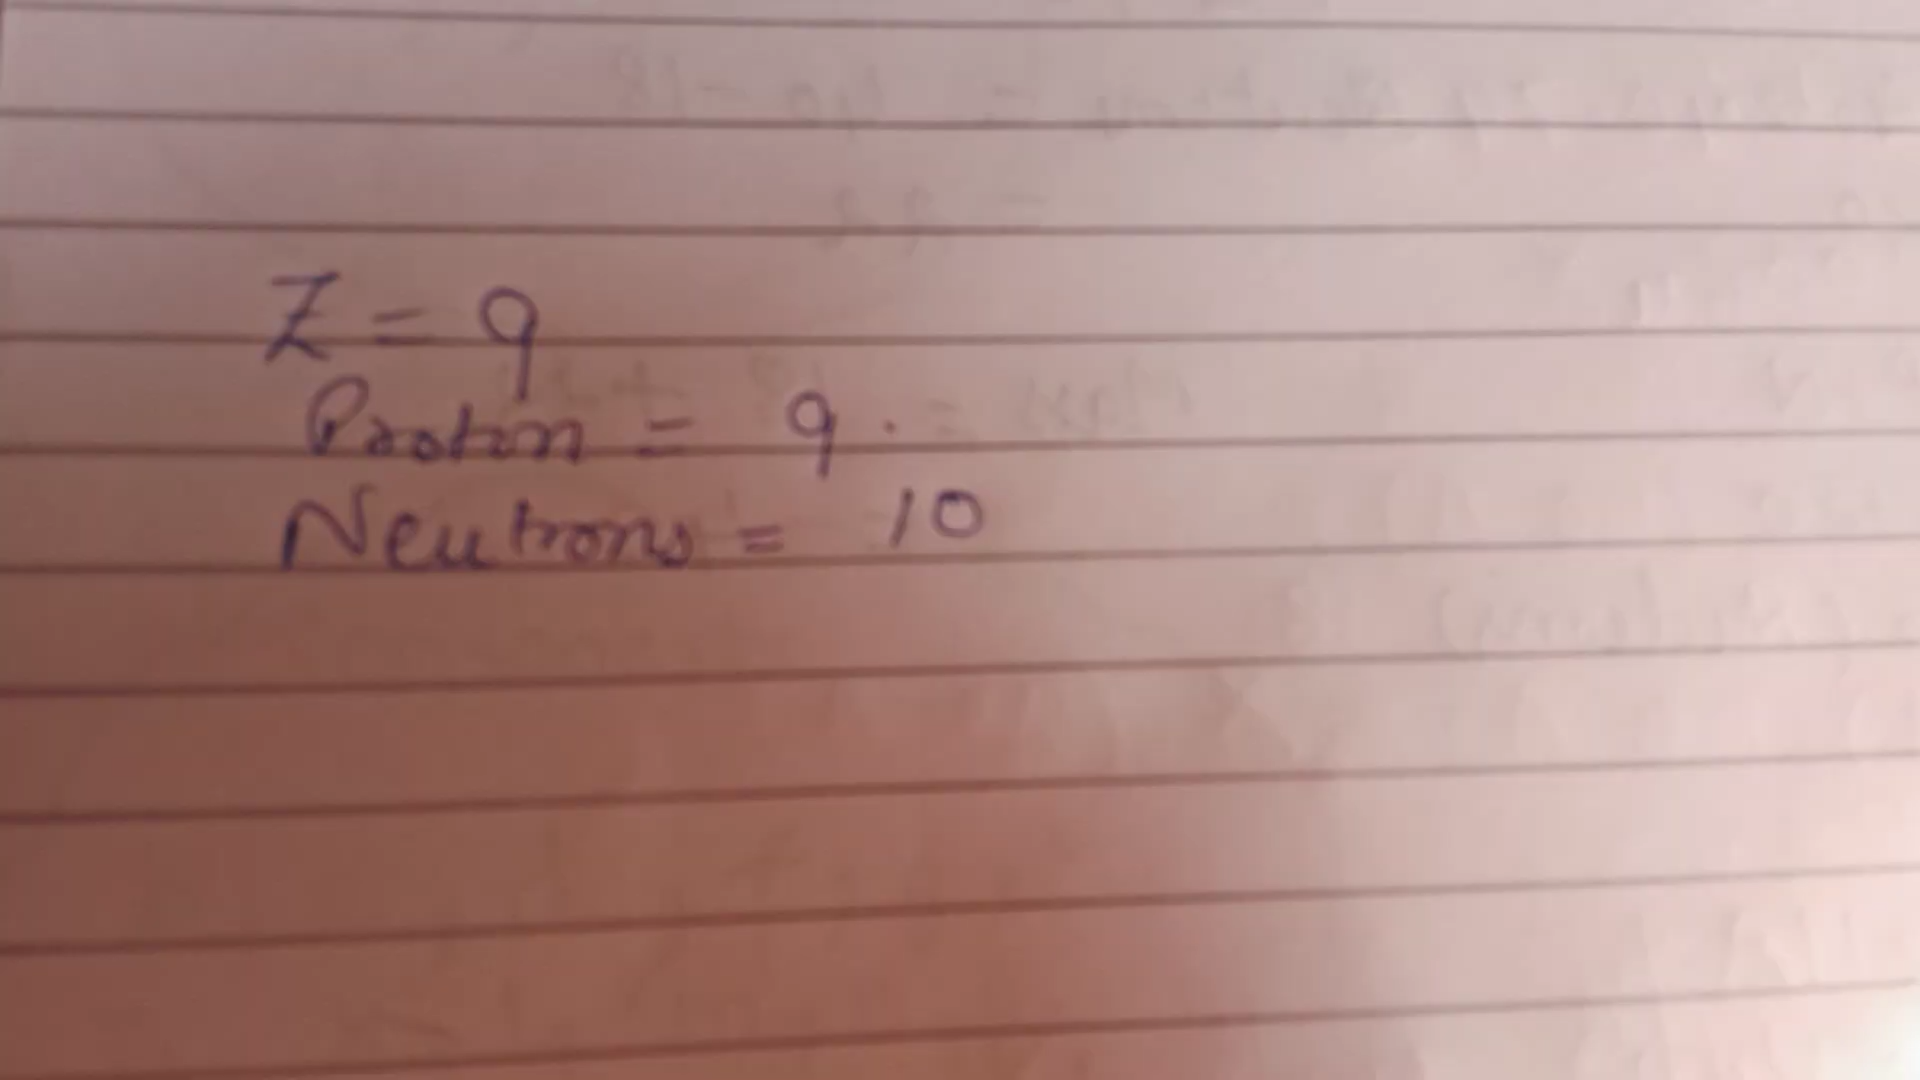 Z = 9
Proton = 9.
Neutrons = 10